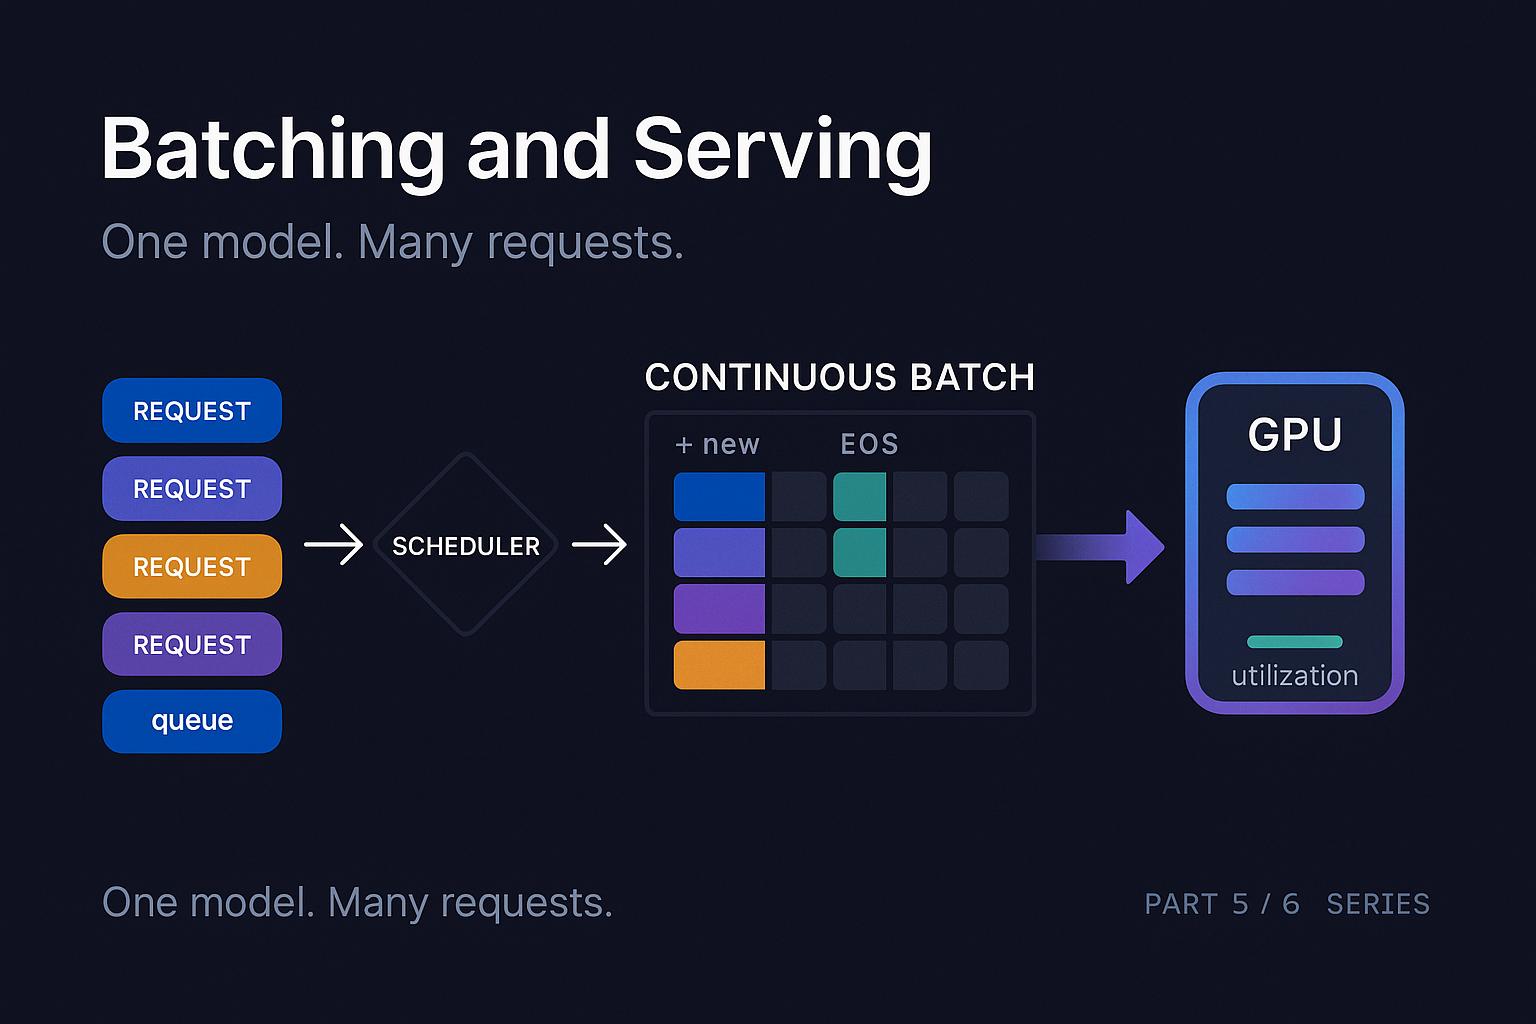 Batching and Serving
One model. Many requests.
REQUEST
REQUEST
REQUEST
REQUEST
queue
SCHEDULER
CONTINUOUS BATCH
+ new EOS
GPU
utilization
One model. Many requests.
PART 5 / 6 SERIES